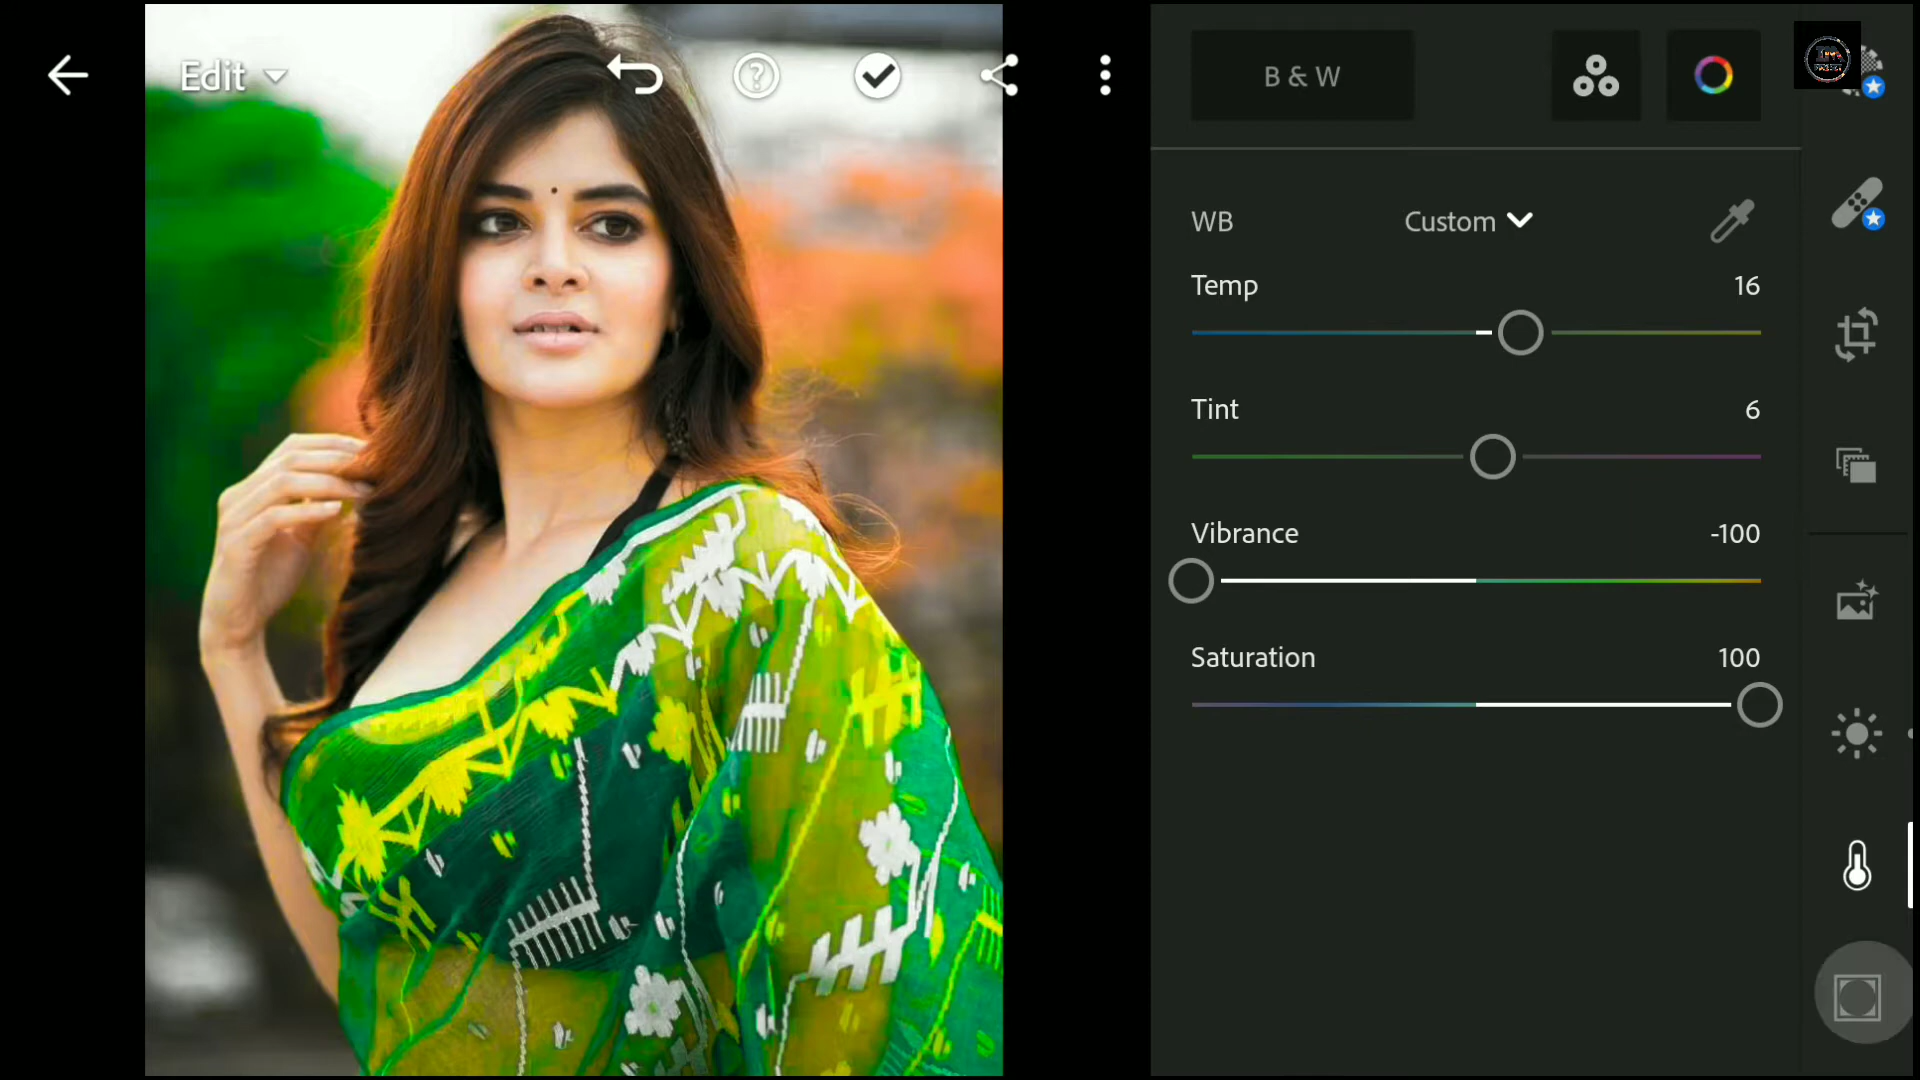 Edit
B & W
WB
Custom
Temp
16
Tint
6
Vibrance
-100
Saturation
100